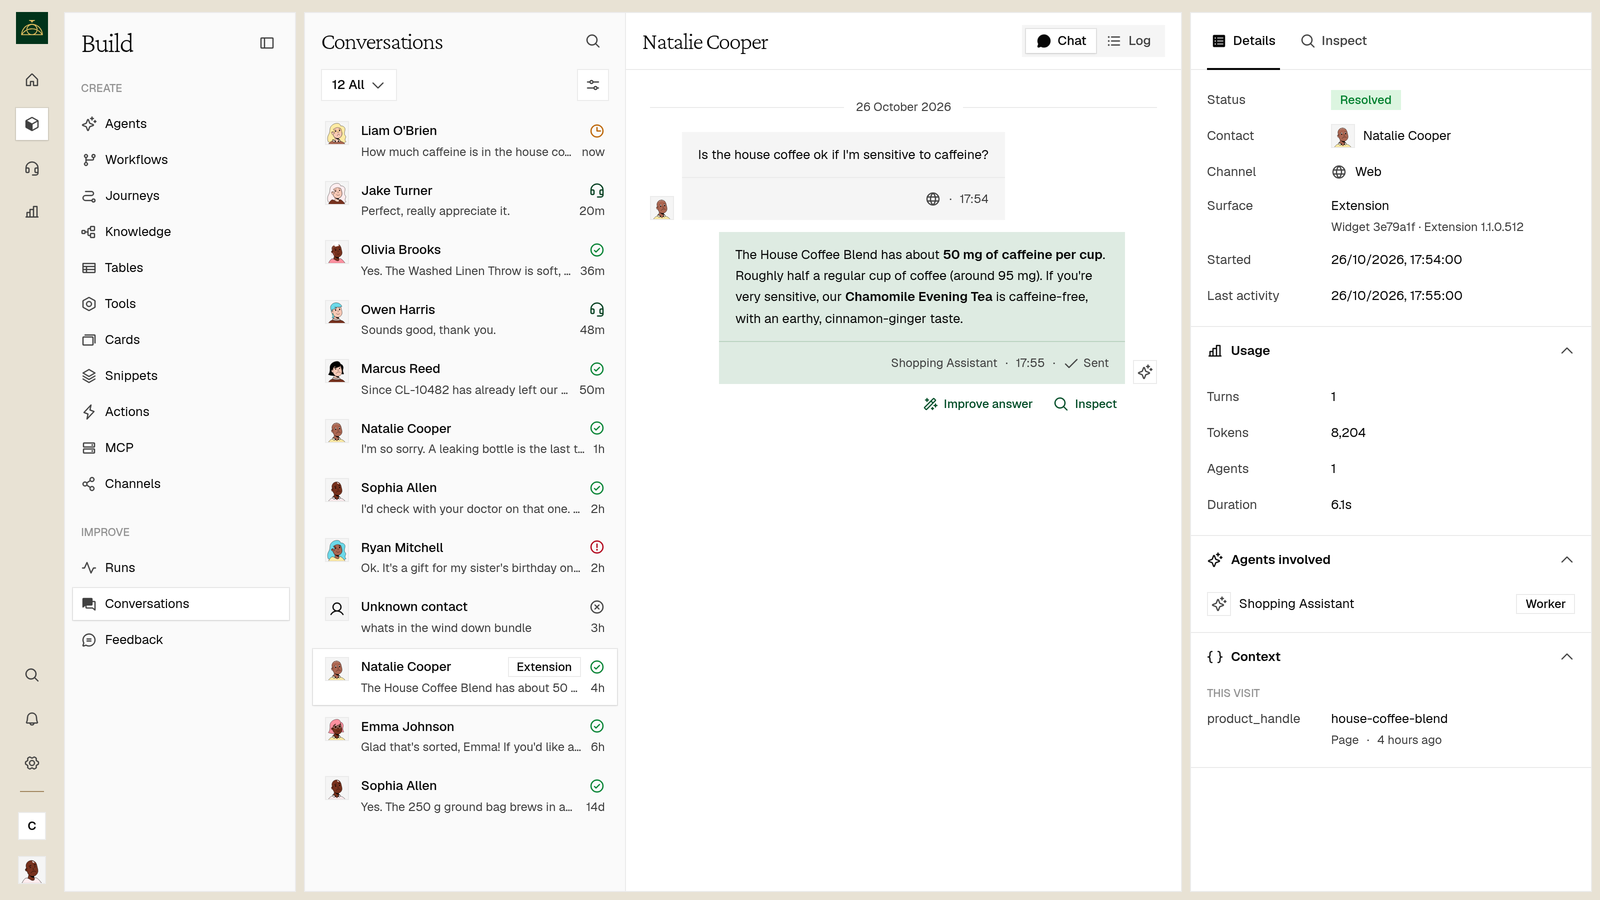 Build
CREATE
Agents
Workflows
Journeys
Knowledge
Tables
Tools
Cards
Snippets
Actions
MCP
Channels
IMPROVE
Runs
Conversations
Feedback
C
Conversations
12 All
Liam O'Brien
How much caffeine is in the house co... now
Jake Turner
Perfect, really appreciate it. 20m
Olivia Brooks
Yes. The Washed Linen Throw is soft, ... 36m
Owen Harris
Sounds good, thank you. 48m
Marcus Reed
Since CL-10482 has already left our ... 50m
Natalie Cooper
I'm so sorry. A leaking bottle is the last t... 1h
Sophia Allen
I'd check with your doctor on that one. ... 2h
Ryan Mitchell
Ok. It's a gift for my sister's birthday on... 2h
Unknown contact
whats in the wind down bundle 3h
Natalie Cooper Extension
The House Coffee Blend has about 50 ... 4h
Emma Johnson
Glad that's sorted, Emma! If you'd like a... 6h
Sophia Allen
Yes. The 250 g ground bag brews in a... 14d
Natalie Cooper
Chat Log
26 October 2026
Is the house coffee ok if I'm sensitive to caffeine?
· 17:54
The House Coffee Blend has about 50 mg of caffeine per cup.
Roughly half a regular cup of coffee (around 95 mg). If you're
very sensitive, our Chamomile Evening Tea is caffeine-free,
with an earthy, cinnamon-ginger taste.
Shopping Assistant · 17:55 · Sent
Improve answer Inspect
Details Inspect
Status Resolved
Contact Natalie Cooper
Channel Web
Surface Extension
Widget 3e79a1f · Extension 1.1.0.512
Started 26/10/2026, 17:54:00
Last activity 26/10/2026, 17:55:00
Usage
Turns 1
Tokens 8,204
Agents 1
Duration 6.1s
Agents involved
Shopping Assistant Worker
{ } Context
THIS VISIT
product_handle house-coffee-blend
Page · 4 hours ago